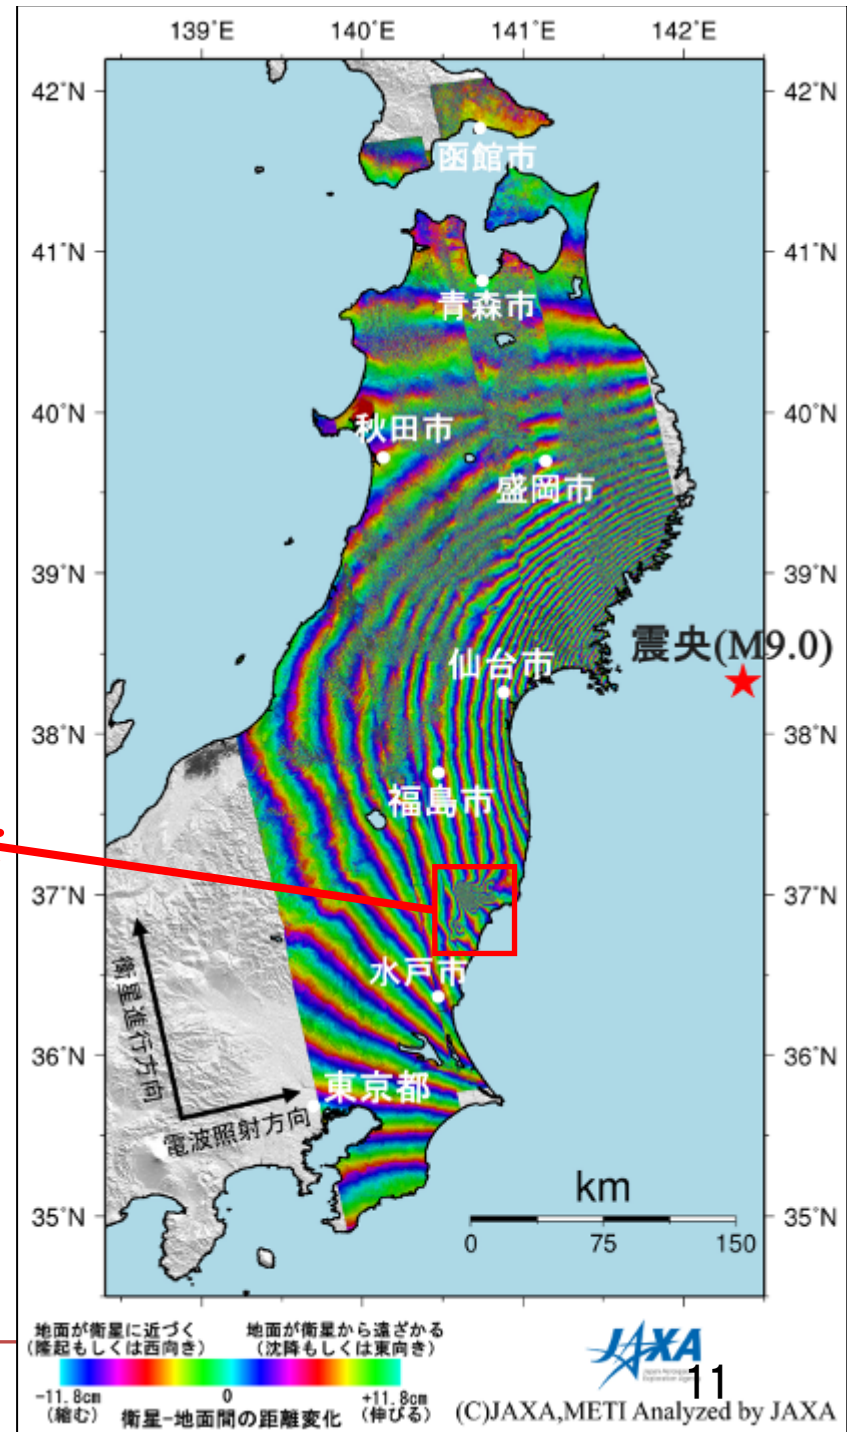 139°E 140°E 141°E 142°E
42°N 42°N
函館市
41°N 41°N
青森市
40°N 40°N
秋田市
盛岡市
39°N 39°N
震央(M9.0)
仙台市
38°N 38°N
福島市
37°N 37°N
水戸市
衛星進行方向
36°N 36°N
東京都
電波照射方向
km
35°N 35°N
0 75 150
地面が衛星に近づく 地面が衛星から遠ざかる
(隆起もしくは西向き) (沈降もしくは東向き)
JAXA
Japan Aerospace
Exploration Agency
11
-11.8cm 0 +11.8cm
(縮む) 衛星-地面間の距離変化 (伸びる)
(C)JAXA,METI Analyzed by JAXA